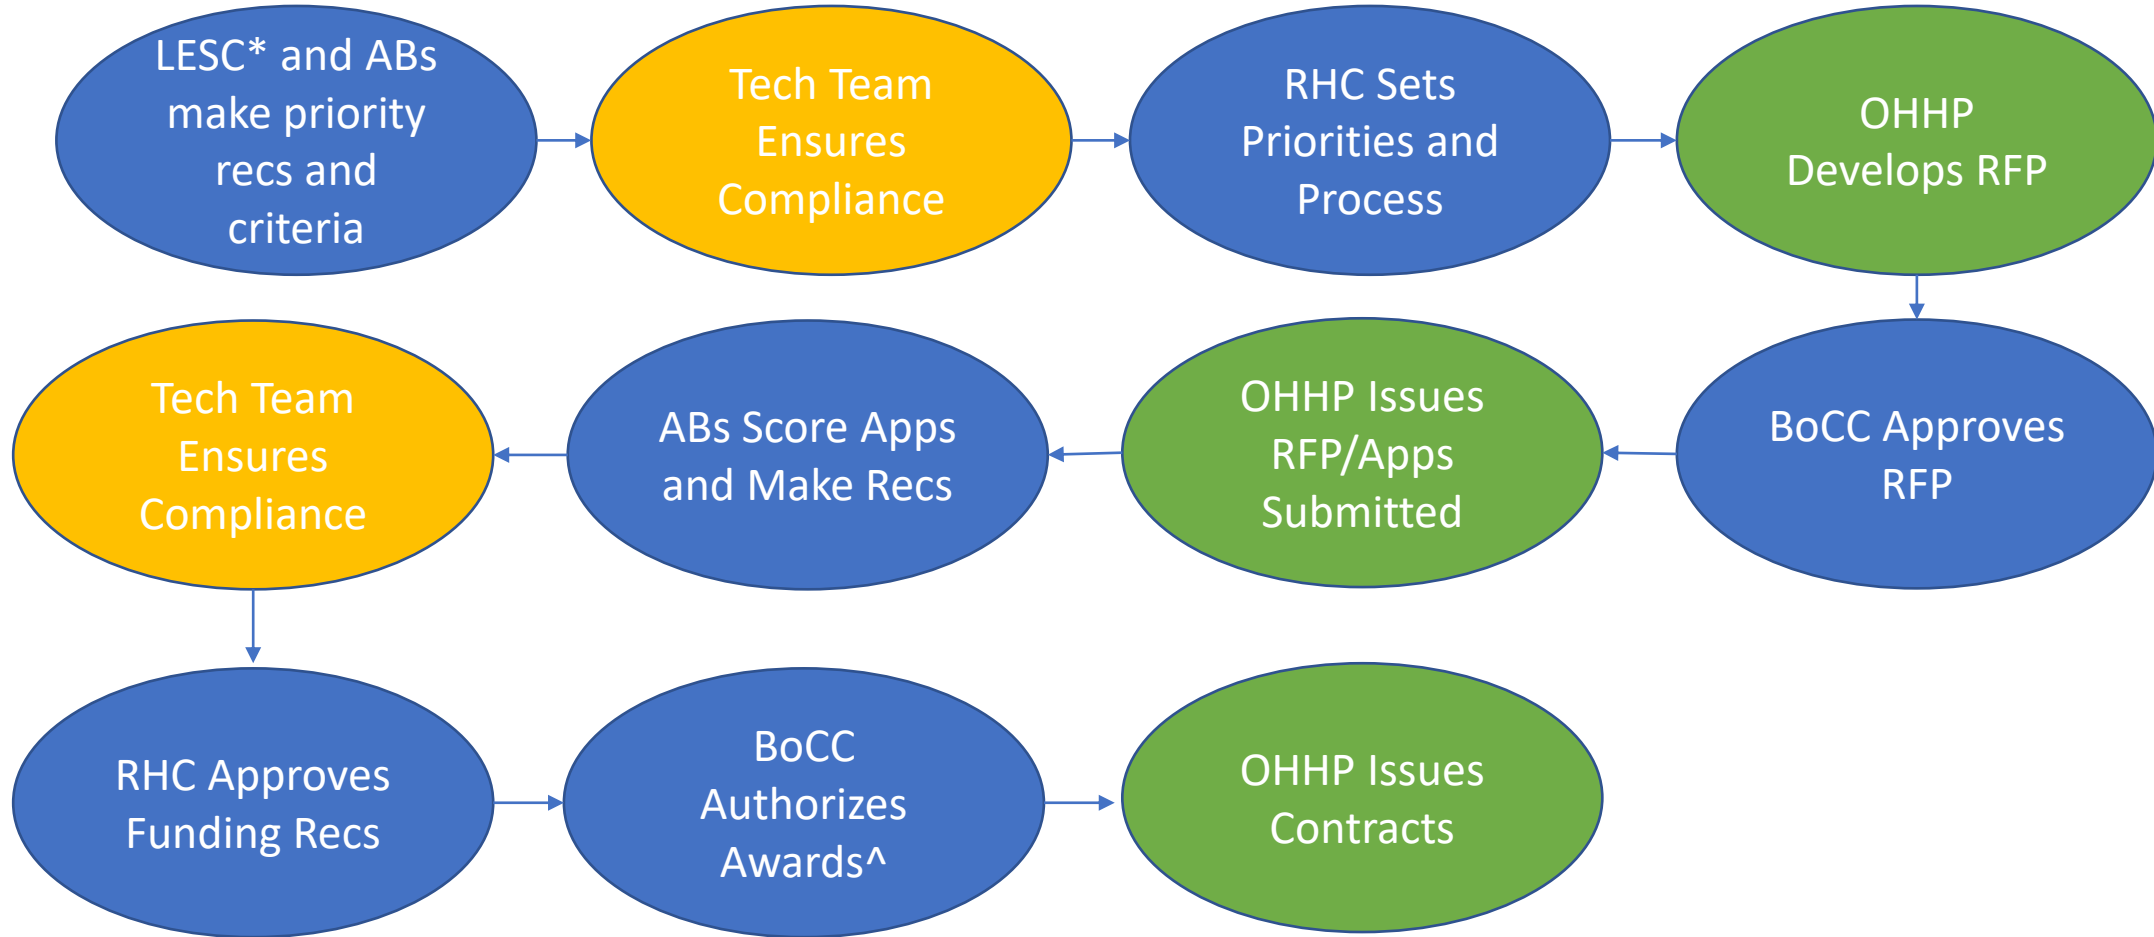 LESC* and ABs
make priority
recs and
criteria
Tech Team
Ensures
Compliance
RHC Sets
Priorities and
Process
OHHP
Develops RFP
BoCC Approves
RFP
OHHP Issues
RFP/Apps
Submitted
ABs Score Apps
and Make Recs
Tech Team
Ensures
Compliance
RHC Approves
Funding Recs
BoCC
Authorizes
Awards^
OHHP Issues
Contracts